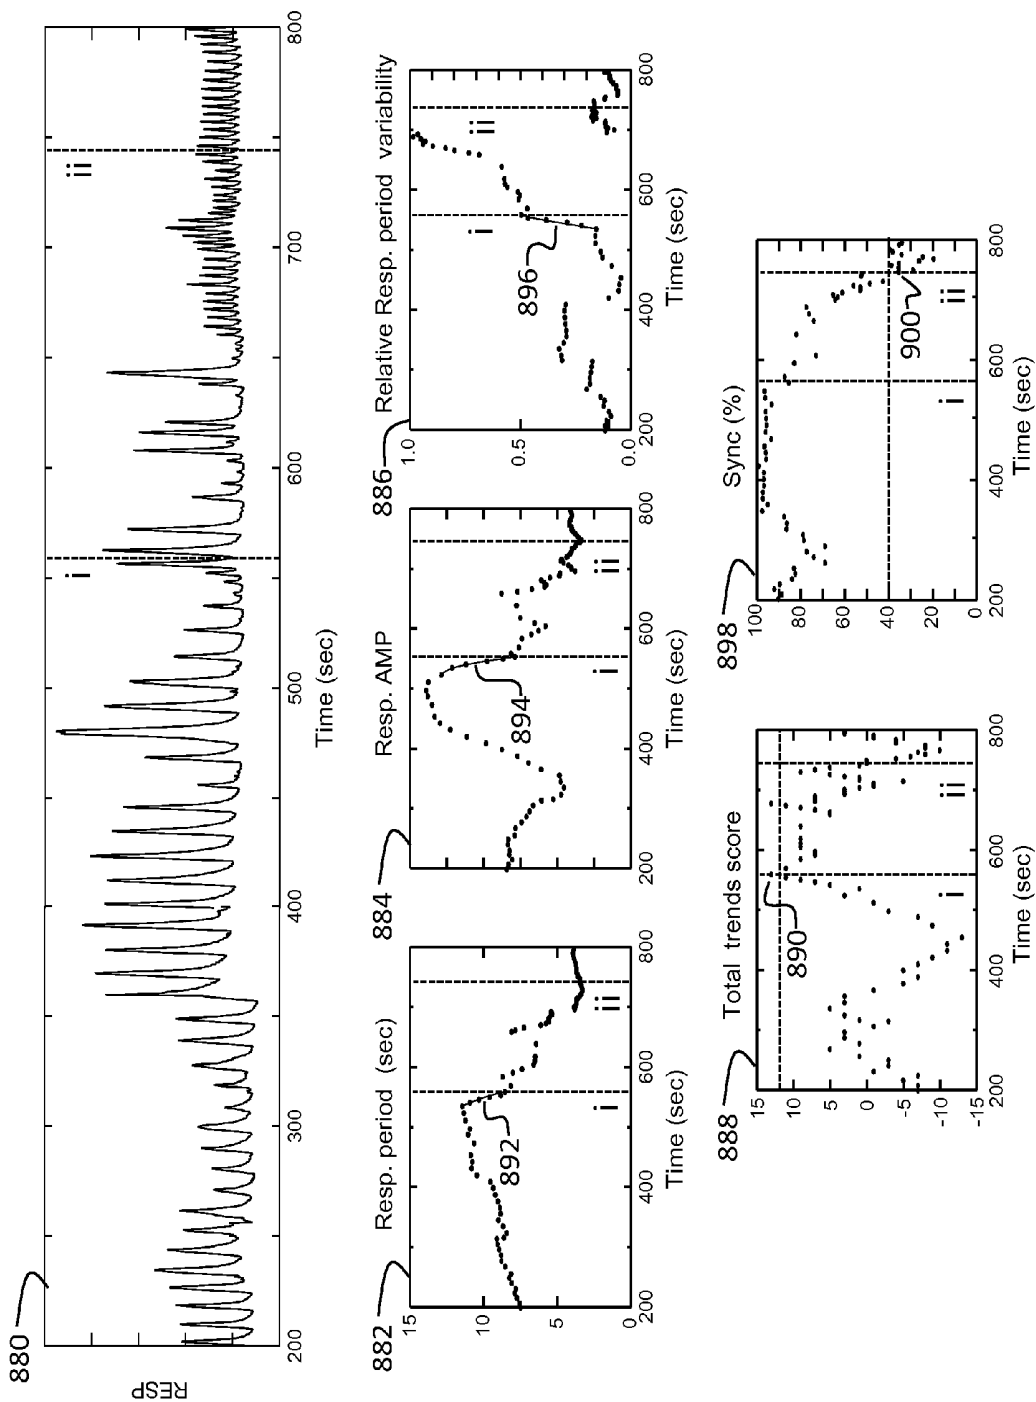 880
RESP
i
ii
200 300 400 500 600 700 800
Time (sec)
882
Resp. period (sec)
15
10
5
0
892
i
ii
200 400 600 800
Time (sec)
884
Resp. AMP
894
i
ii
200 400 600 800
Time (sec)
886
Relative Resp. period variability
1.0
0.5
0.0
896
i
ii
200 400 600 800
Time (sec)
888
Total trends score
15
10
5
0
-5
-10
-15
890
i
ii
200 400 600 800
Time (sec)
898
Sync (%)
100
80
60
40
20
0
900
i
ii
200 400 600 800
Time (sec)